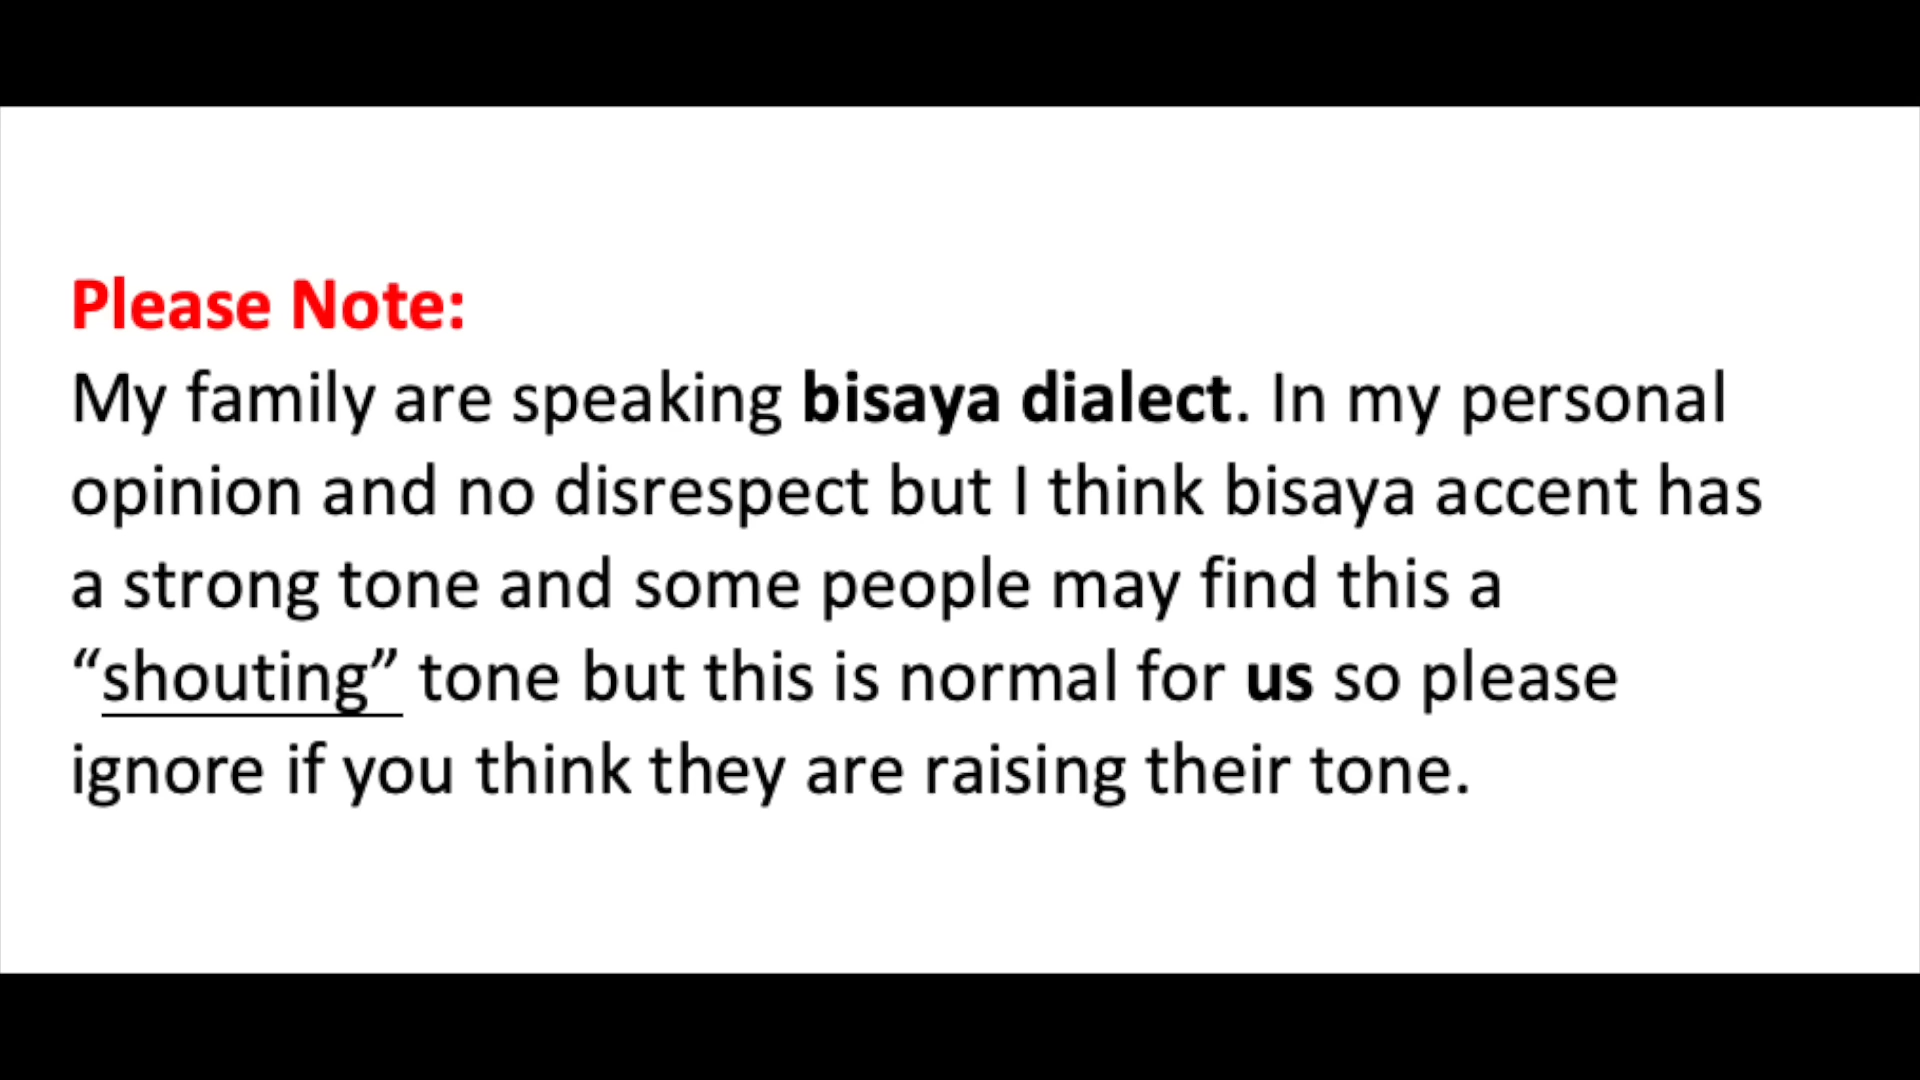 Please Note:
My family are speaking bisaya dialect. In my personal
opinion and no disrespect but I think bisaya accent has
a strong tone and some people may find this a
“shouting” tone but this is normal for us so please
ignore if you think they are raising their tone.